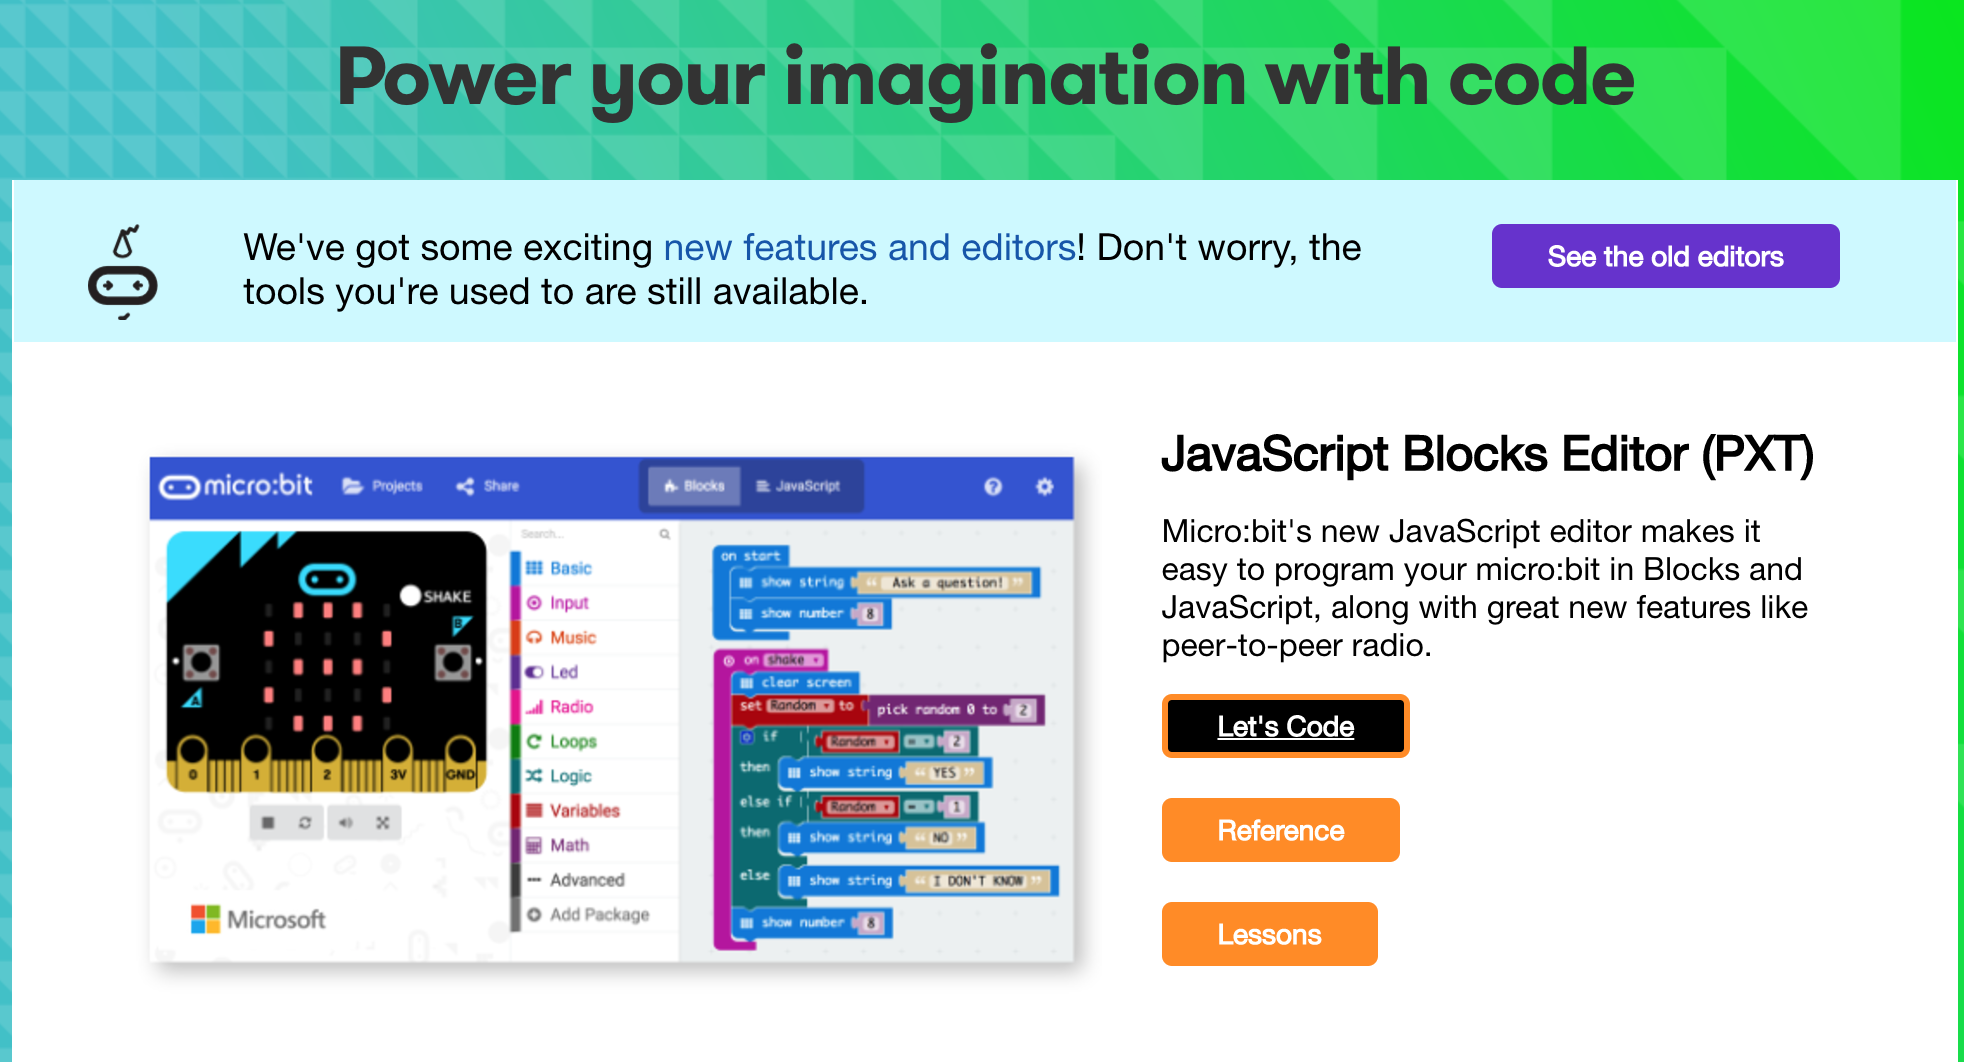 Power your imagination with code
We've got some exciting new features and editors! Don't worry, the
tools you're used to are still available.
See the old editors
micro:bit
Projects
Share
Blocks
JavaScript
?
SHAKE
B
A
0 1 2 3V GND
Microsoft
Search...
Basic
Input
Music
Led
Radio
Loops
Logic
Variables
Math
Advanced
Add Package
on start
show string “ Ask a question! ”
show number 8
on shake
clear screen
set Random to pick random 0 to 2
if Random = 2
then show string “ YES ”
else if Random = 1
then show string “ NO ”
else show string “ I DON'T KNOW ”
show number 8
JavaScript Blocks Editor (PXT)
Micro:bit's new JavaScript editor makes it
easy to program your micro:bit in Blocks and
JavaScript, along with great new features like
peer-to-peer radio.
Let's Code
Reference
Lessons